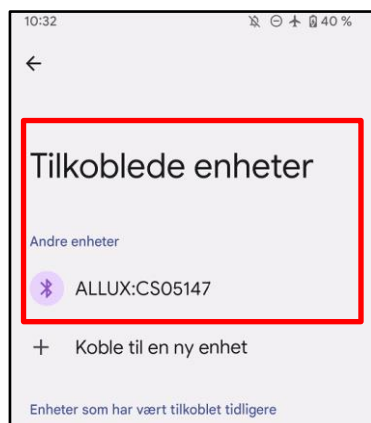 10:32
40 %
Tilkoblede enheter
Andre enheter
ALLUX:CS05147
+ Koble til en ny enhet
Enheter som har vært tilkoblet tidligere